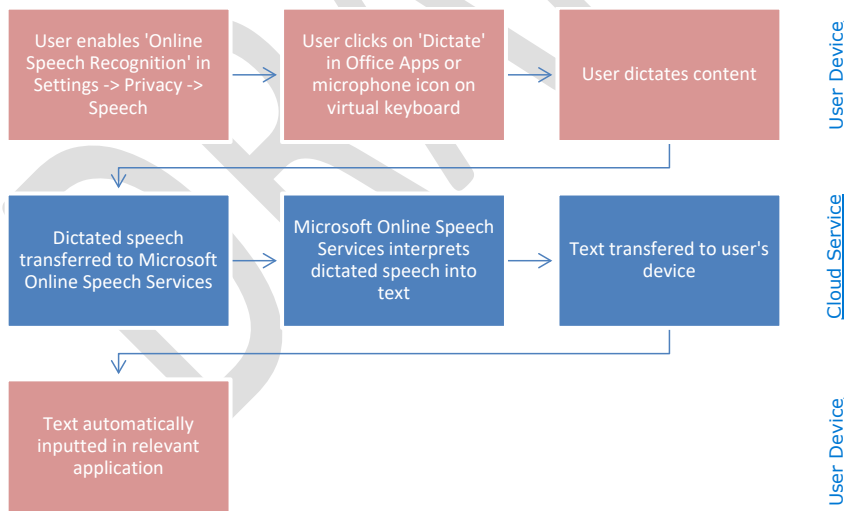 User enables 'Online
Speech Recognition' in
Settings -> Privacy ->
Speech
User clicks on 'Dictate'
in Office Apps or
microphone icon on
virtual keyboard
User dictates content
User Device
Dictated speech
transferred to Microsoft
Online Speech Services
Microsoft Online Speech
Services interprets
dictated speech into
text
Text transfered to user's
device
Cloud Service
Text automatically
inputted in relevant
application
User Device